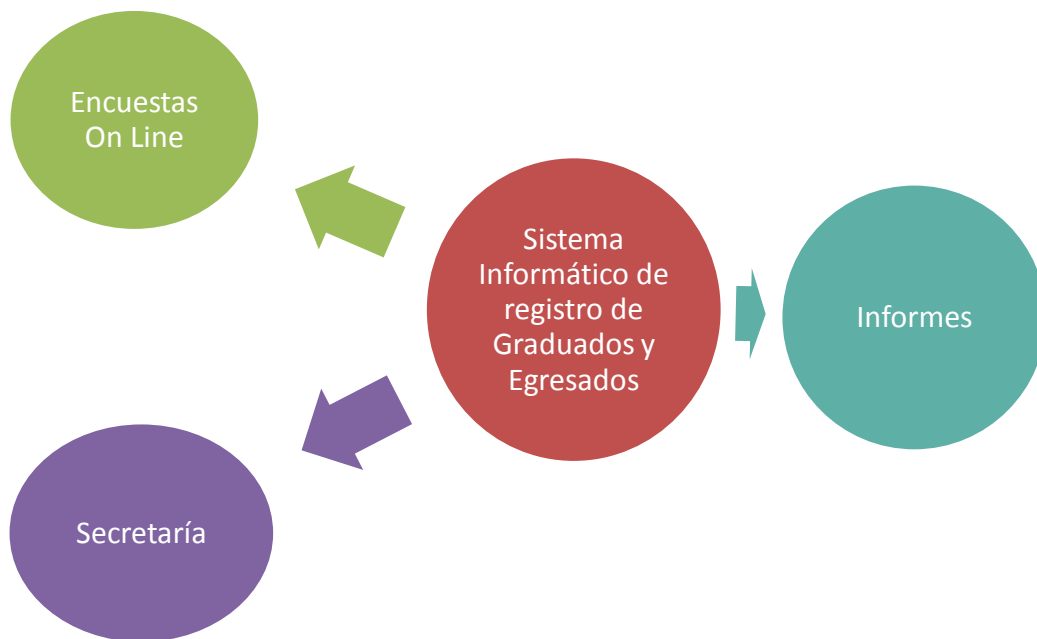 Encuestas
On Line
Sistema
Informático de
registro de
Graduados y
Egresados
Informes
Secretaría